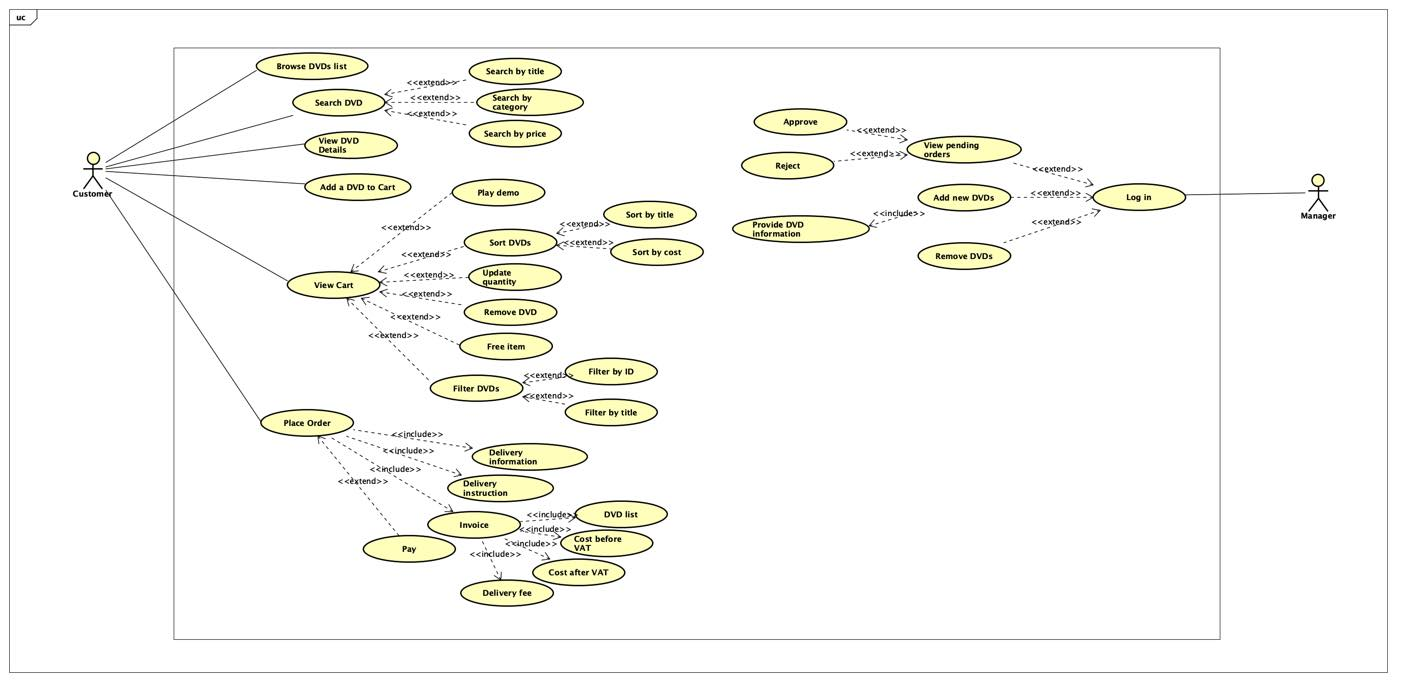 uc
Browse DVDs list
Search DVD
<<extend>>
Search by title
<<extend>>
Search by
category
<<extend>>
Search by price
View DVD
Details
Add a DVD to Cart
Customer
Play demo
<<extend>>
Sort DVDs
<<extend>>
<<extend>>
Sort by title
<<extend>>
Sort by cost
View Cart
<<extend>>
Update
quantity
<<extend>>
Remove DVD
<<extend>>
Free item
<<extend>>
Filter DVDs
<<extend>>
Filter by ID
<<extend>>
Filter by title
Place Order
<<include>>
Delivery
information
<<include>>
Delivery
instruction
<<include>>
Invoice
<<extend>>
Pay
<<include>>
DVD list
<<include>>
Cost before
VAT
<<include>>
Cost after VAT
<<include>>
Delivery fee
Approve
<<extend>>
Reject
<<extend>>
View pending
orders
<<extend>>
Add new DVDs
<<extend>>
<<include>>
Provide DVD
information
Remove DVDs
<<extend>>
Log in
Manager